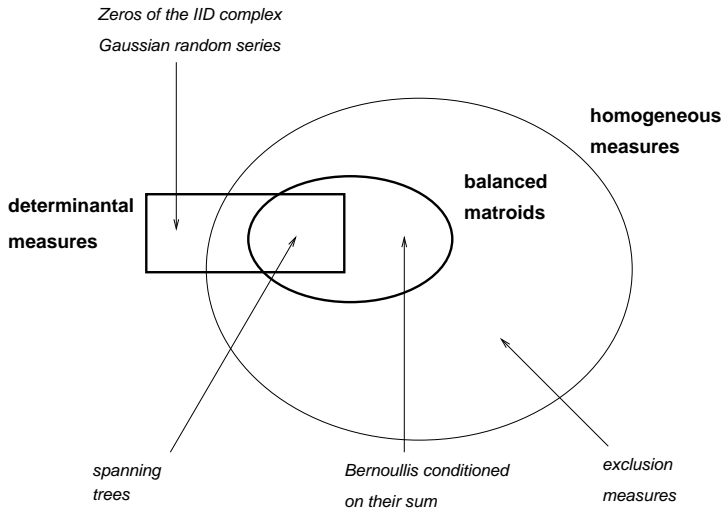 Zeros of the IID complex
Gaussian random series
homogeneous
measures
balanced
matroids
determinantal
measures
spanning
trees
Bernoullis conditioned
on their sum
exclusion
measures